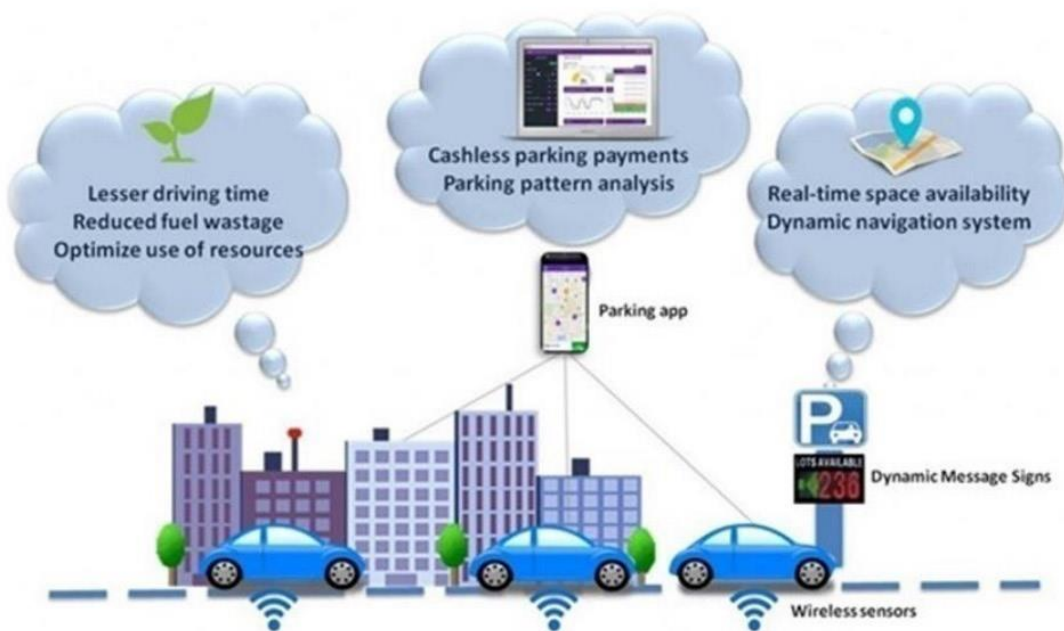 Lesser driving time
Reduced fuel wastage
Optimize use of resources
Cashless parking payments
Parking pattern analysis
Real-time space availability
Dynamic navigation system
Parking app
P
LOTS AVAILABLE
236
Dynamic Message Signs
Wireless sensors